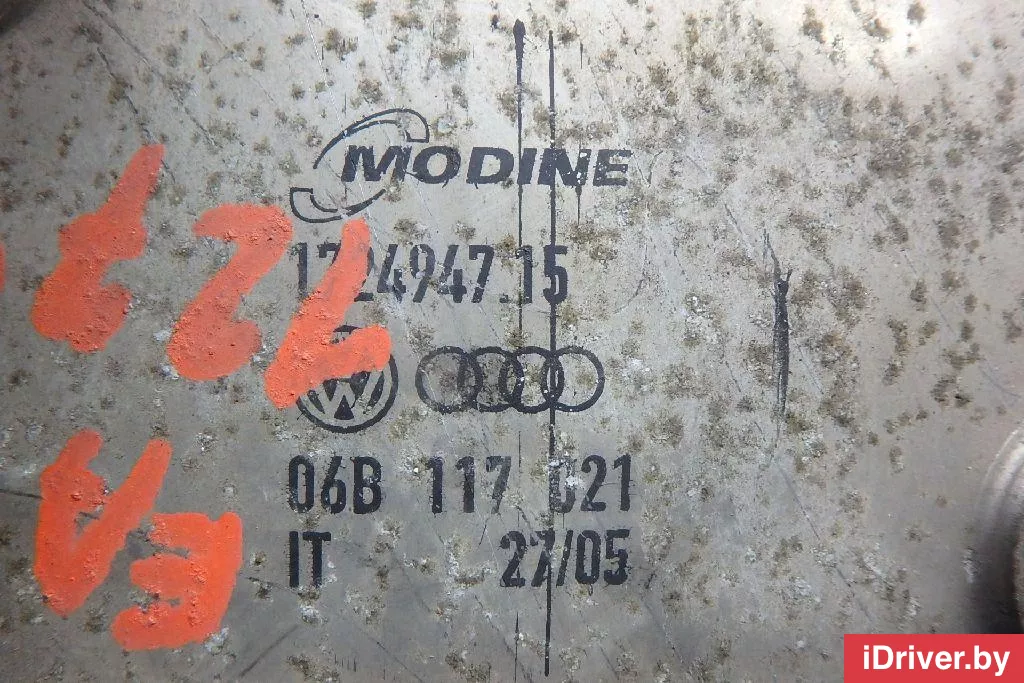 MODINE
1724947.15
06B 117 021
IT 27/05
iDriver.by